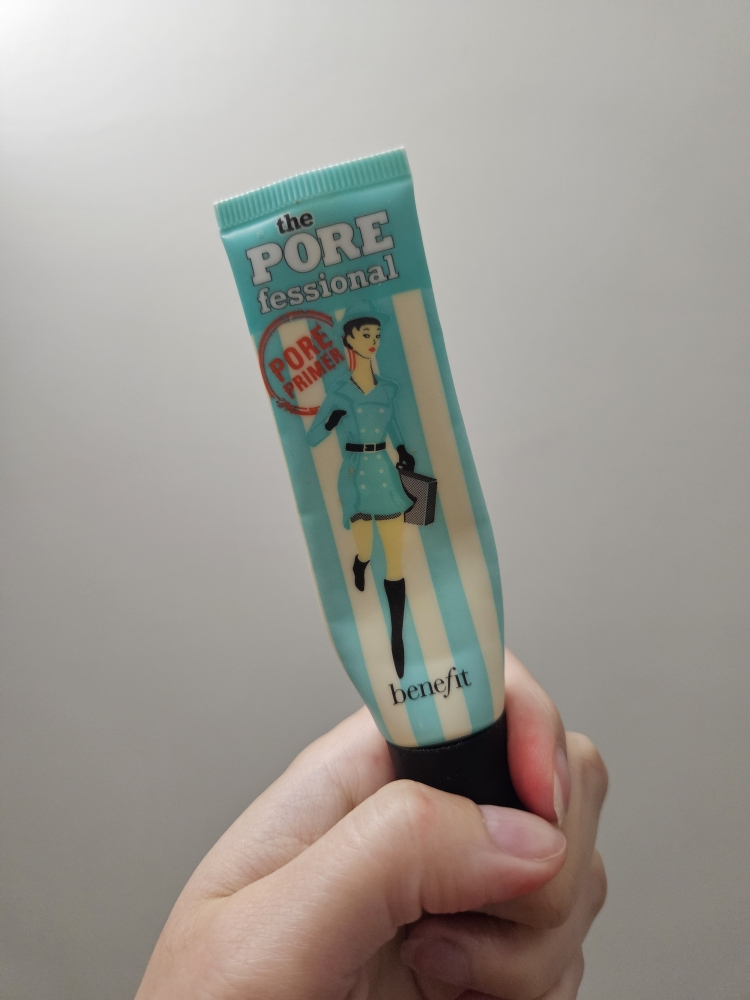 the
PORE
fessional
PORE
PRIMER
benefit